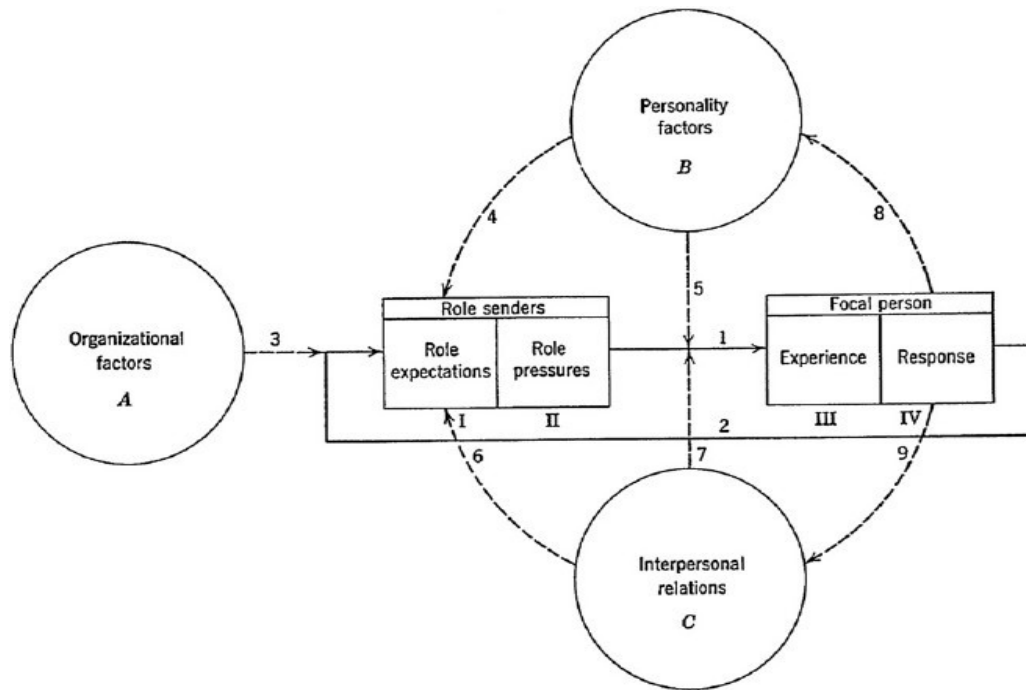 Personality
factors
B
4
8
5
Role senders
Focal person
Organizational
factors
A
3
Role
expectations
Role
pressures
1
Experience
Response
I
II
III
IV
2
6
7
9
Interpersonal
relations
C